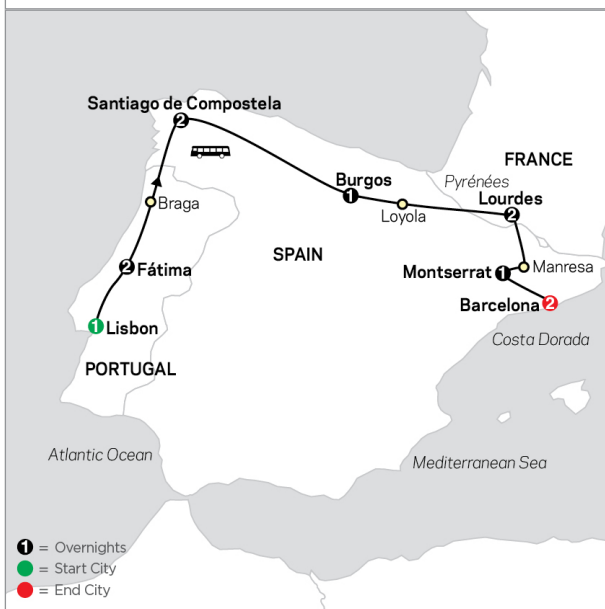 Santiago de Compostela
2
FRANCE
Burgos
1
Pyrénées
Lourdes
2
Braga
Loyola
SPAIN
2 Fátima
Montserrat 1
Manresa
Barcelona 2
1 Lisbon
Costa Dorada
PORTUGAL
Atlantic Ocean
Mediterranean Sea
1 = Overnights
= Start City
= End City